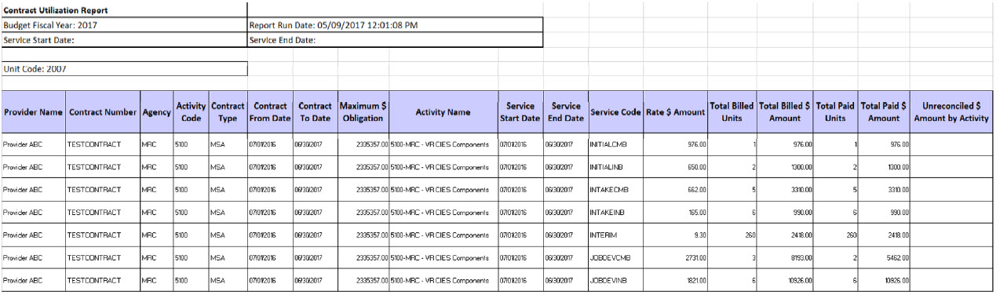 Contract Utilization Report
Budget Fiscal Year: 2017 Report Run Date: 05/09/2017 12:01:08 PM
Service Start Date: Service End Date:
Unit Code: 2007
Provider Name Contract Number Agency Activity Code Contract Type Contract From Date Contract To Date Maximum $ Obligation Activity Name Service Start Date Service End Date Service Code Rate $ Amount Total Billed Units Total Billed $ Amount Total Paid Units Total Paid $ Amount Unreconciled $ Amount by Activity
Provider ABC TESTCONTRACT MRC 5100 MSA 07/01/2016 06/30/2017 2335357.00 5100-MRC - VR CIES Components 07/01/2016 06/30/2017 INITIALCMB 976.00 1 976.00 1 976.00
Provider ABC TESTCONTRACT MRC 5100 MSA 07/01/2016 06/30/2017 2335357.00 5100-MRC - VR CIES Components 07/01/2016 06/30/2017 INITIALINB 650.00 2 1300.00 2 1300.00
Provider ABC TESTCONTRACT MRC 5100 MSA 07/01/2016 06/30/2017 2335357.00 5100-MRC - VR CIES Components 07/01/2016 06/30/2017 INTAKECMB 662.00 5 3310.00 5 3310.00
Provider ABC TESTCONTRACT MRC 5100 MSA 07/01/2016 06/30/2017 2335357.00 5100-MRC - VR CIES Components 07/01/2016 06/30/2017 INTAKEINB 165.00 6 990.00 6 990.00
Provider ABC TESTCONTRACT MRC 5100 MSA 07/01/2016 06/30/2017 2335357.00 5100-MRC - VR CIES Components 07/01/2016 06/30/2017 INTERIM 9.30 260 2418.00 260 2418.00
Provider ABC TESTCONTRACT MRC 5100 MSA 07/01/2016 06/30/2017 2335357.00 5100-MRC - VR CIES Components 07/01/2016 06/30/2017 JOBDEVCMB 2731.00 3 8193.00 2 5462.00
Provider ABC TESTCONTRACT MRC 5100 MSA 07/01/2016 06/30/2017 2335357.00 5100-MRC - VR CIES Components 07/01/2016 06/30/2017 JOBDEVINB 1821.00 6 10926.00 6 10926.00